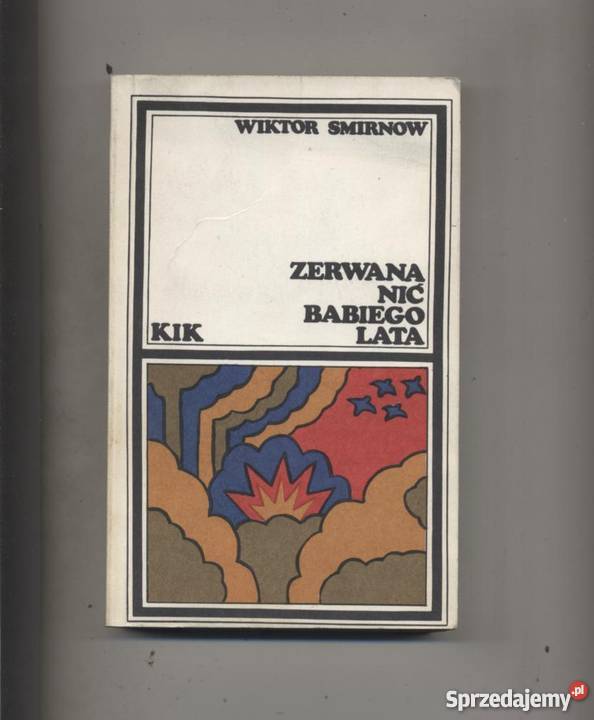 WIKTOR SMIRNOW
ZERWANA
NIĆ
BABIEGO
KIK LATA
Sprzedajemy.pl